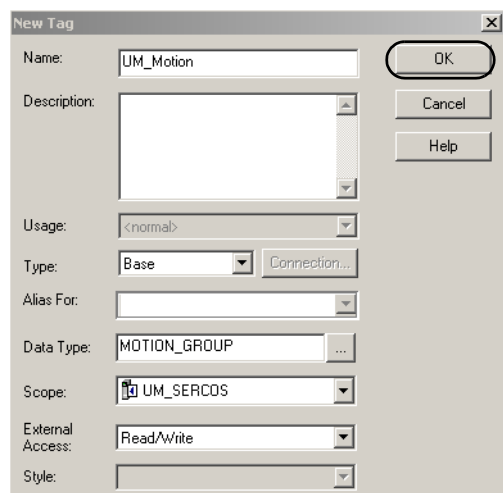 New Tag
Name: UM_Motion OK
Description: Cancel
Help
Usage: <normal>
Type: Base Connection...
Alias For:
Data Type: MOTION_GROUP ...
Scope: UM_SERCOS
External
Access: Read/Write
Style: